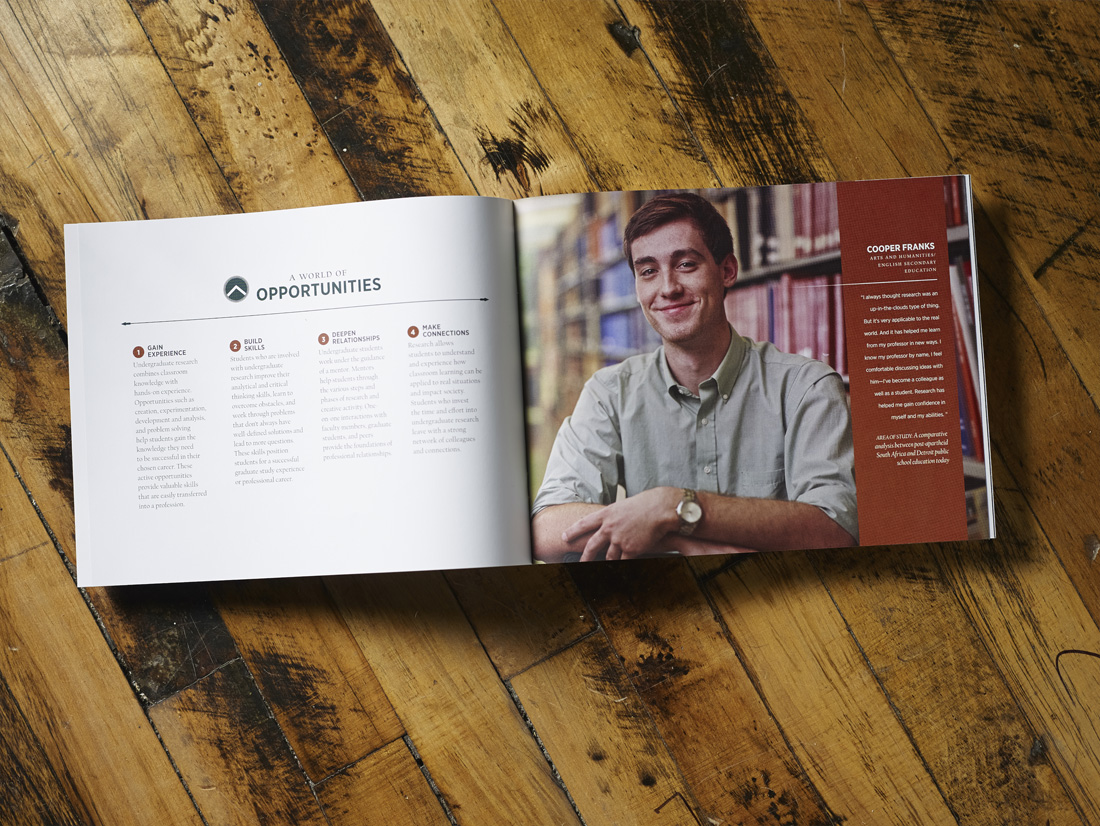 A WORLD OF
OPPORTUNITIES
1 GAIN
EXPERIENCE
Undergraduate research
combines classroom
knowledge with
hands-on experience.
Opportunities such as
creation, experimentation,
development and analysis,
and problem solving
help students gain the
knowledge they need
to be successful in their
chosen career. These
active opportunities
provide valuable skills
that are easily transferred
into a profession.
2 BUILD
SKILLS
Students who are involved
with undergraduate
research improve their
analytical and critical
thinking skills, learn to
overcome obstacles, and
work through problems
that don't always have
well-defined solutions and
lead to more questions.
These skills position
students for a successful
graduate study experience
or professional career.
3 DEEPEN
RELATIONSHIPS
Undergraduate students
work under the guidance
of a mentor. Mentors
help students through
the various steps and
phases of research and
creative activity. One
on one interactions with
faculty members, graduate
students, and peers
provide the foundations of
professional relationships.
4 MAKE
CONNECTIONS
Research allows
students to understand
and experience how
classroom learning can be
applied to real situations
and impact society.
Students who invest
the time and effort into
undergraduate research
leave with a strong
network of colleagues
and connections.
COOPER FRANKS
ARTS AND HUMANITIES/
ENGLISH SECONDARY
EDUCATION
"I always thought research was an
up-in-the-clouds type of thing.
But it's very applicable to the real
world. And it has helped me learn
from my professor in new ways. I
know my professor by name, I feel
comfortable discussing ideas with
him—I've become a colleague as
well as a student. Research has
helped me gain confidence in
myself and my abilities. "
AREA OF STUDY: A comparative
analysis between post-apartheid
South Africa and Detroit public
school education today